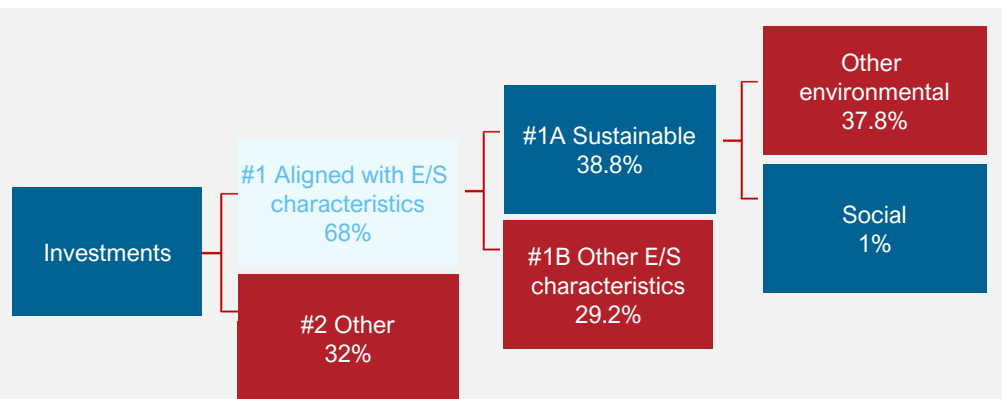 Investments
#1 Aligned with E/S
characteristics
68%
#2 Other
32%
#1A Sustainable
38.8%
#1B Other E/S
characteristics
29.2%
Other
environmental
37.8%
Social
1%